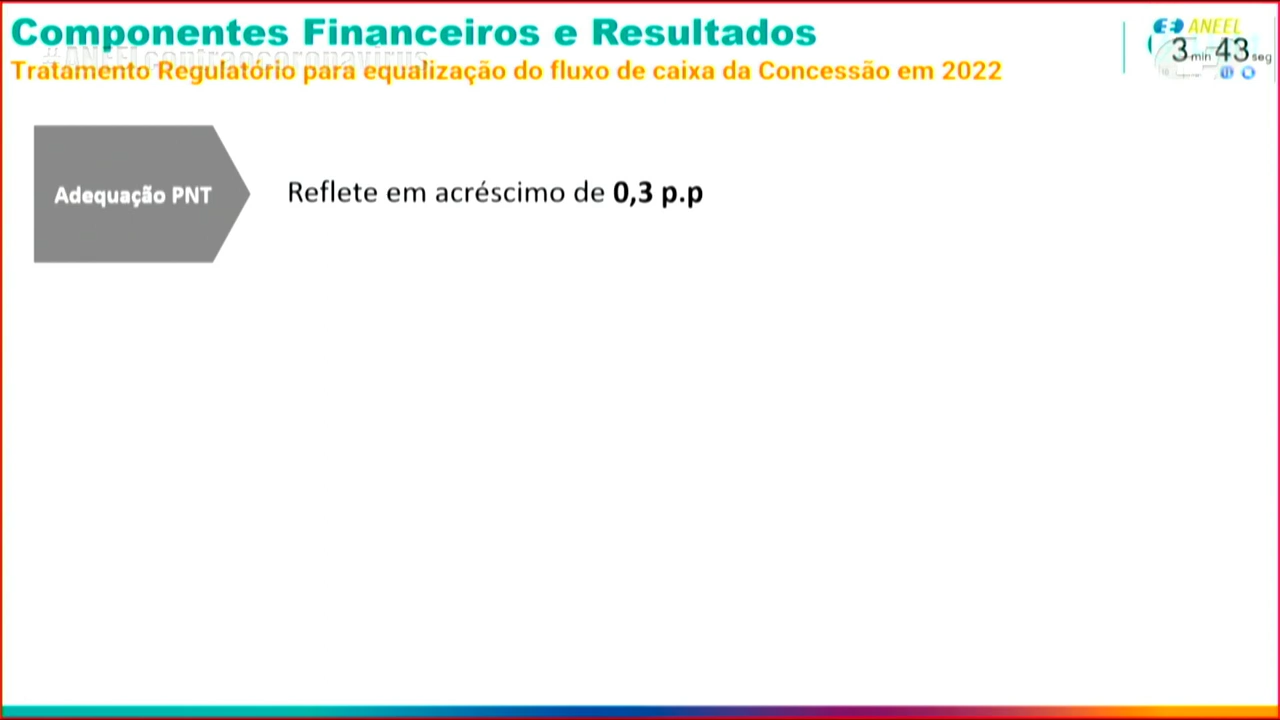 Componentes Financeiros e Resultados
#ANEELcontraocoronavírus
Tratamento Regulatório para equalização do fluxo de caixa da Concessão em 2022
ANEEL
3 min 43 seg
Adequação PNT
Reflete em acréscimo de 0,3 p.p